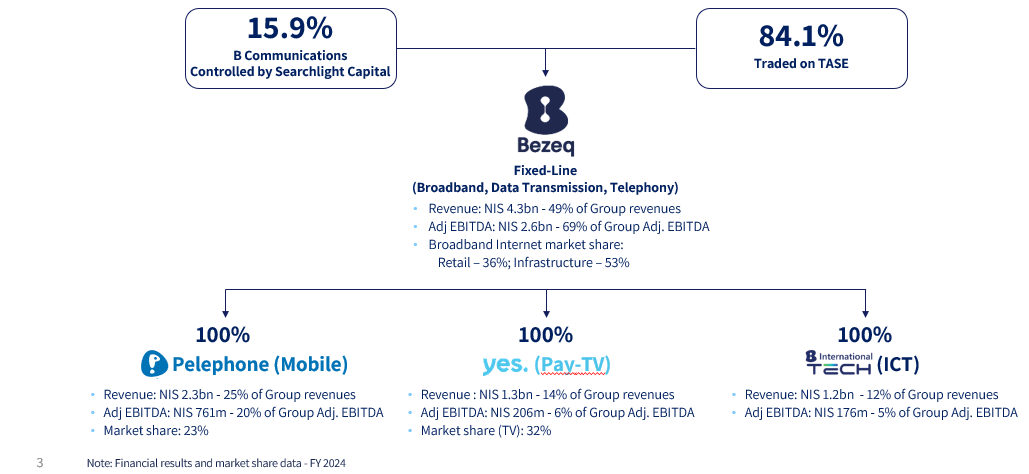 15.9%
B Communications
Controlled by Searchlight Capital
84.1%
Traded on TASE
Bezeq
Fixed-Line
(Broadband, Data Transmission, Telephony)
• Revenue: NIS 4.3bn - 49% of Group revenues
• Adj EBITDA: NIS 2.6bn - 69% of Group Adj. EBITDA
• Broadband Internet market share:
Retail – 36%; Infrastructure – 53%
100%
Pelephone (Mobile)
• Revenue: NIS 2.3bn - 25% of Group revenues
• Adj EBITDA: NIS 761m - 20% of Group Adj. EBITDA
• Market share: 23%
100%
yes. (Pay-TV)
• Revenue : NIS 1.3bn - 14% of Group revenues
• Adj EBITDA: NIS 206m - 6% of Group Adj. EBITDA
• Market share (TV): 32%
100%
International
TECH (ICT)
• Revenue: NIS 1.2bn - 12% of Group revenues
• Adj EBITDA: NIS 176m - 5% of Group Adj. EBITDA
3
Note: Financial results and market share data - FY 2024